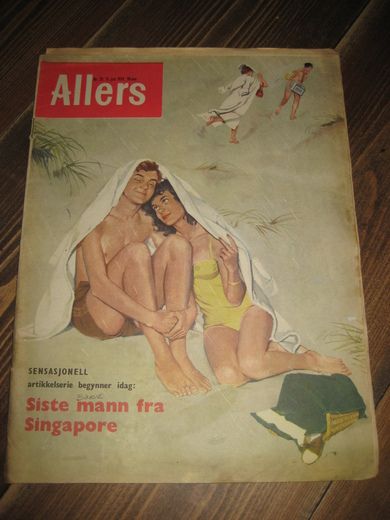 Allers
SENSASJONELL
artikkelserie begynner idag:
Siste mann fra
Singapore